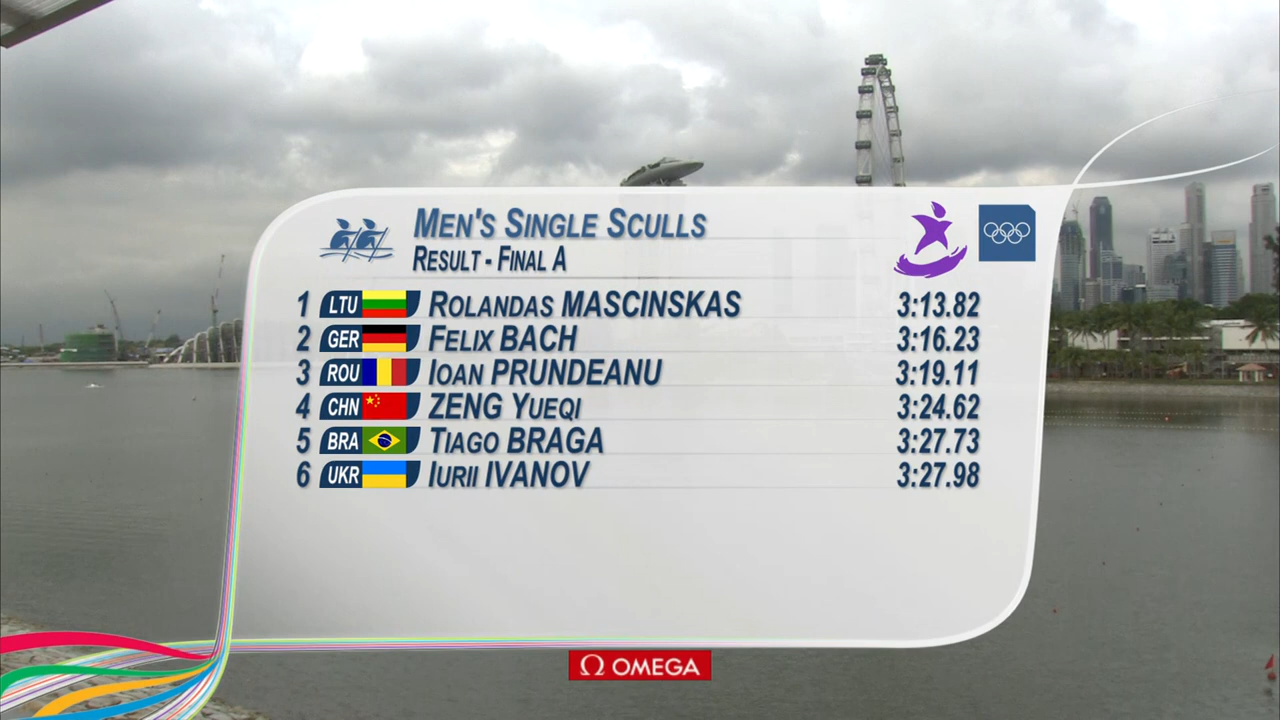 MEN'S SINGLE SCULLS
RESULT - FINAL A
1 LTU ROLANDAS MASCINSKAS 3:13.82
2 GER FELIX BACH 3:16.23
3 ROU IOAN PRUNDEANU 3:19.11
4 CHN ZENG YUEQI 3:24.62
5 BRA TIAGO BRAGA 3:27.73
6 UKR IURII IVANOV 3:27.98
Ω OMEGA